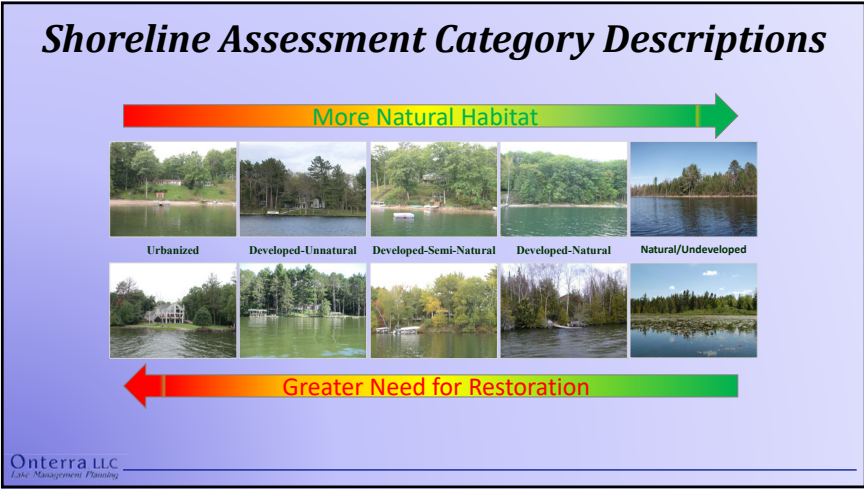 Shoreline Assessment Category Descriptions
More Natural Habitat
Urbanized
Developed-Unnatural
Developed-Semi-Natural
Developed-Natural
Natural/Undeveloped
Greater Need for Restoration
Onterra LLC
Lake Management Planning